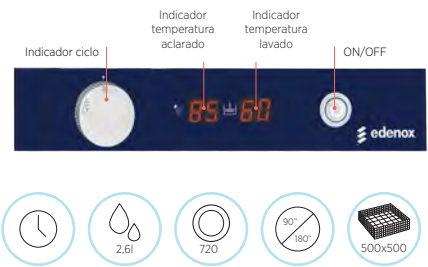 Indicador temperatura aclarado
Indicador temperatura lavado
Indicador ciclo
ON/OFF
85
60
edenox
2,6l
720
90°
180°
500x500